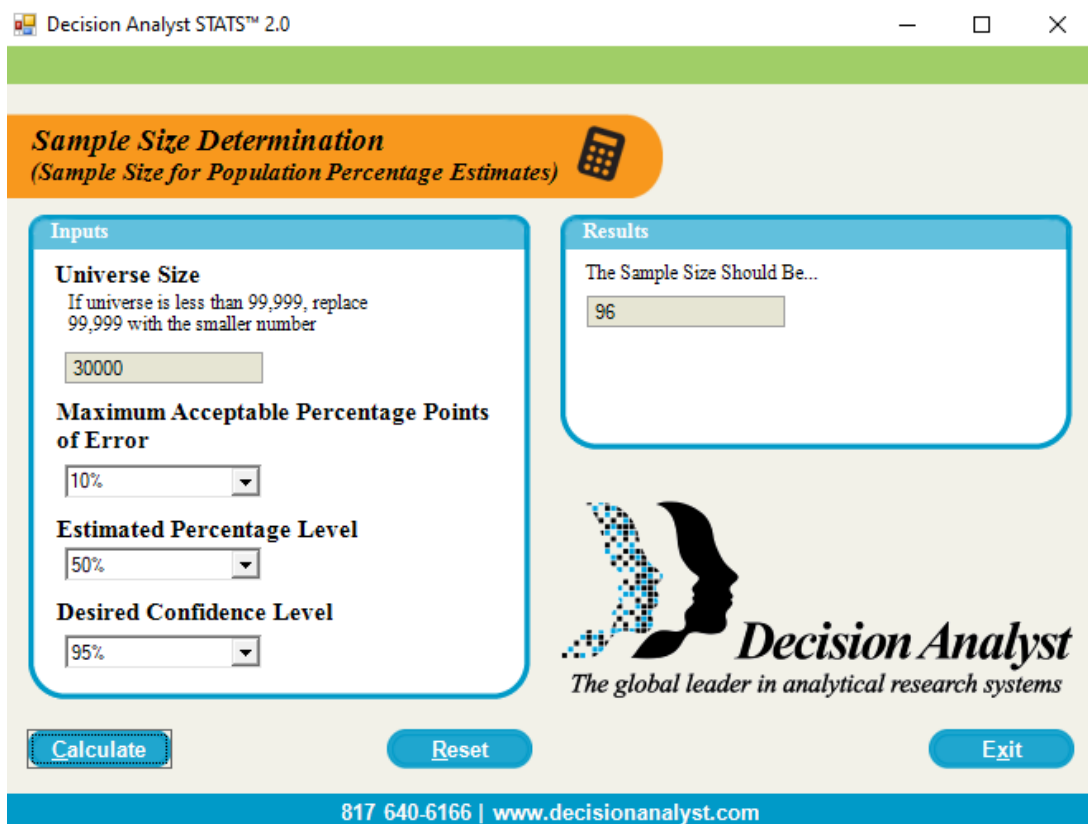 Decision Analyst STATS™ 2.0
Sample Size Determination
(Sample Size for Population Percentage Estimates)
Inputs
Universe Size
If universe is less than 99,999, replace
99,999 with the smaller number
30000
Maximum Acceptable Percentage Points
of Error
10%
Estimated Percentage Level
50%
Desired Confidence Level
95%
Results
The Sample Size Should Be...
96
Decision Analyst
The global leader in analytical research systems
Calculate
Reset
Exit
817 640-6166 | www.decisionanalyst.com